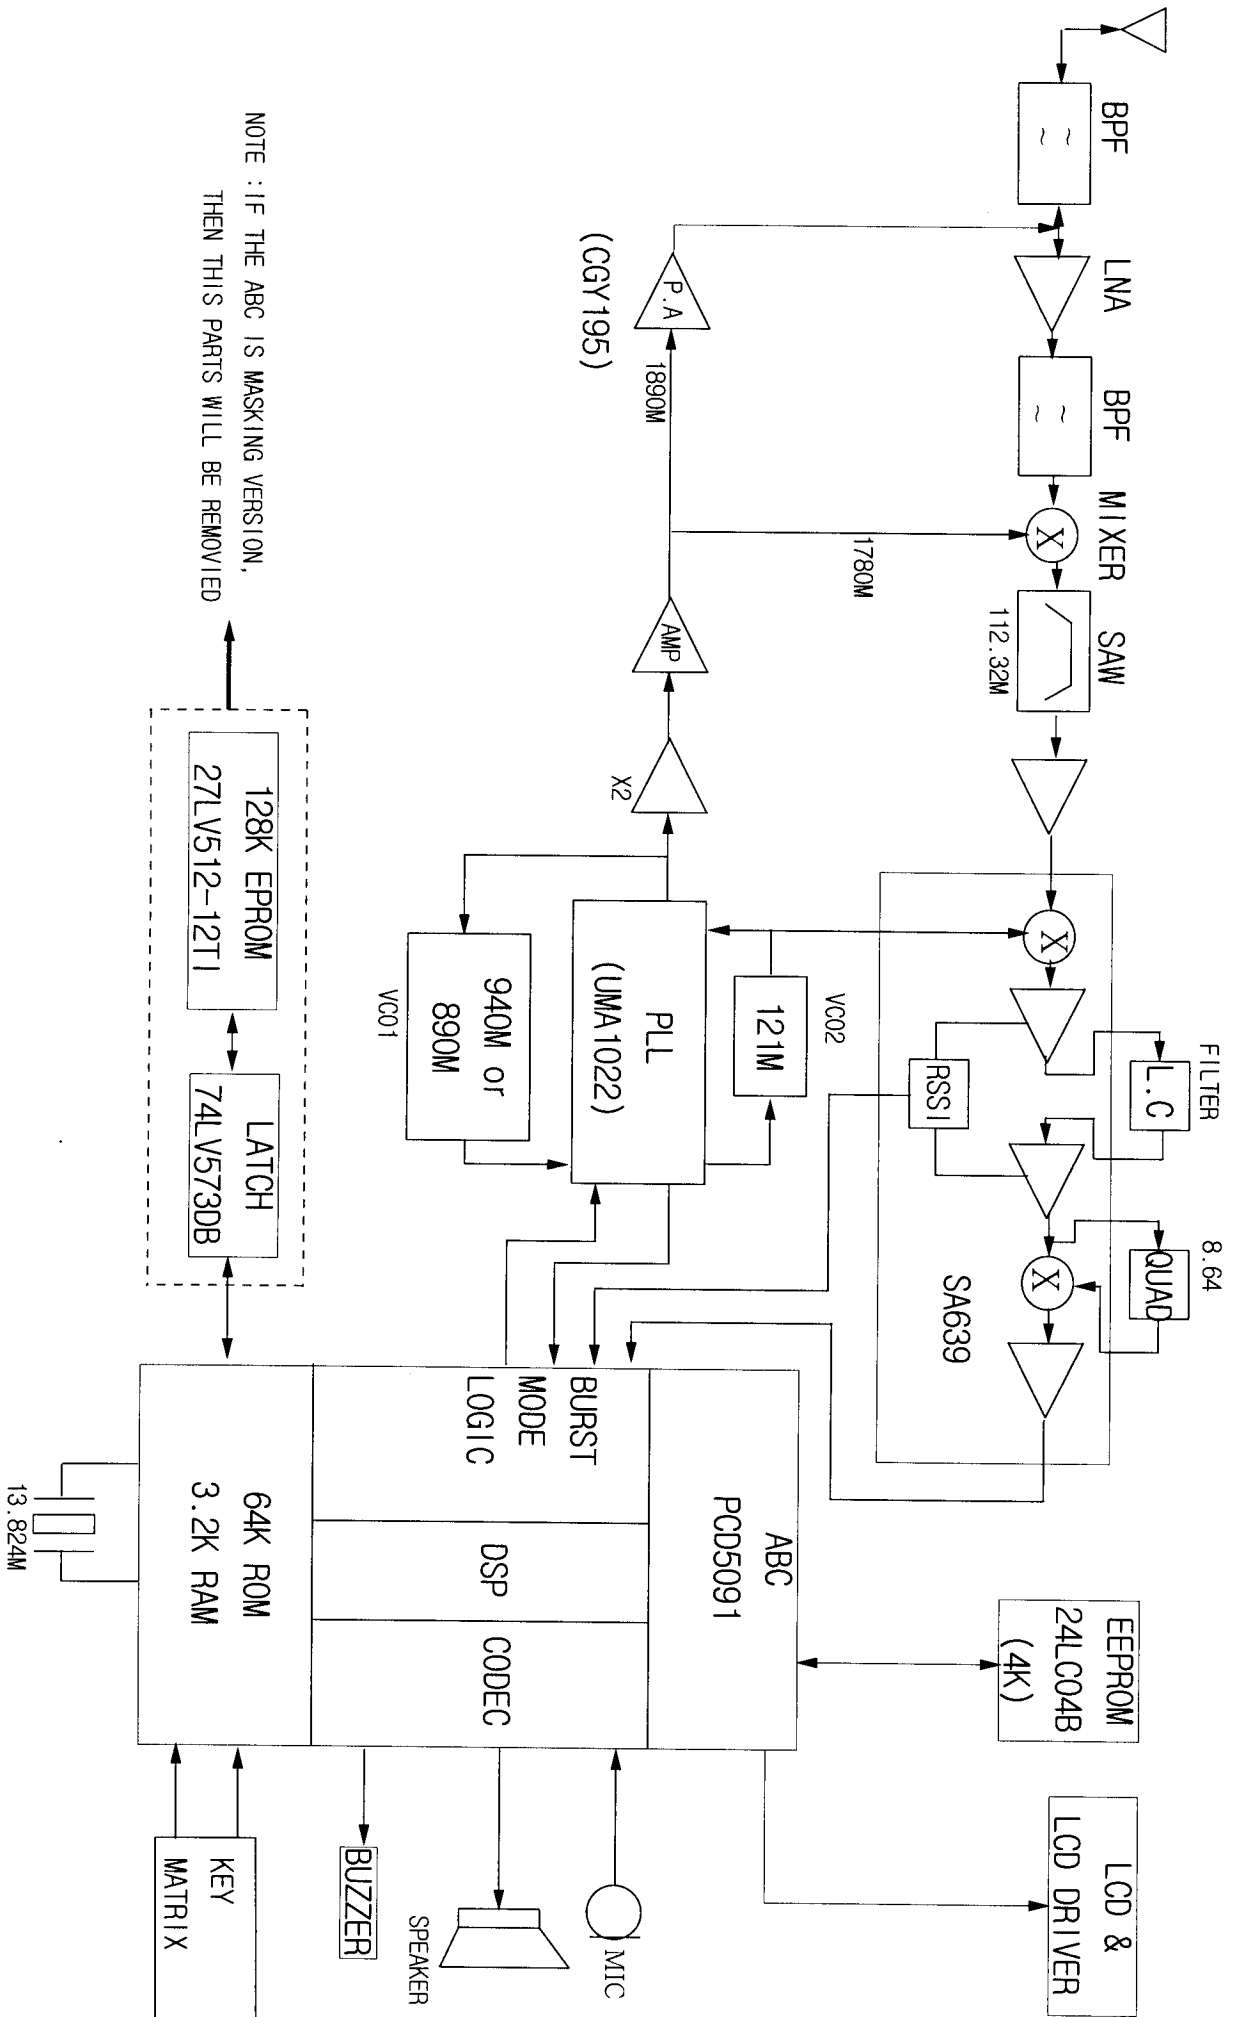 BPF
LNA
BPF
MIXER
SAW
112.32M
X
FILTER
L.C
8.64
QUAD
X
X
RSSI
SA639
VCO2
121M
1780M
P.A
(CGY195)
1890M
AMP
X2
PLL
(UMA1022)
940M or
890M
VCO1
NOTE : IF THE ABC IS MASKING VERSION,
THEN THIS PARTS WILL BE REMOVIED
128K EPROM
27LV512-12TI
LATCH
74LV573DB
BURST
MODE
LOGIC
DSP
CODEC
ABC
PCD5091
64K ROM
3.2K RAM
13.824M
EEPROM
24LC04B
(4K)
LCD &
LCD DRIVER
MIC
SPEAKER
BUZZER
KEY
MATRIX